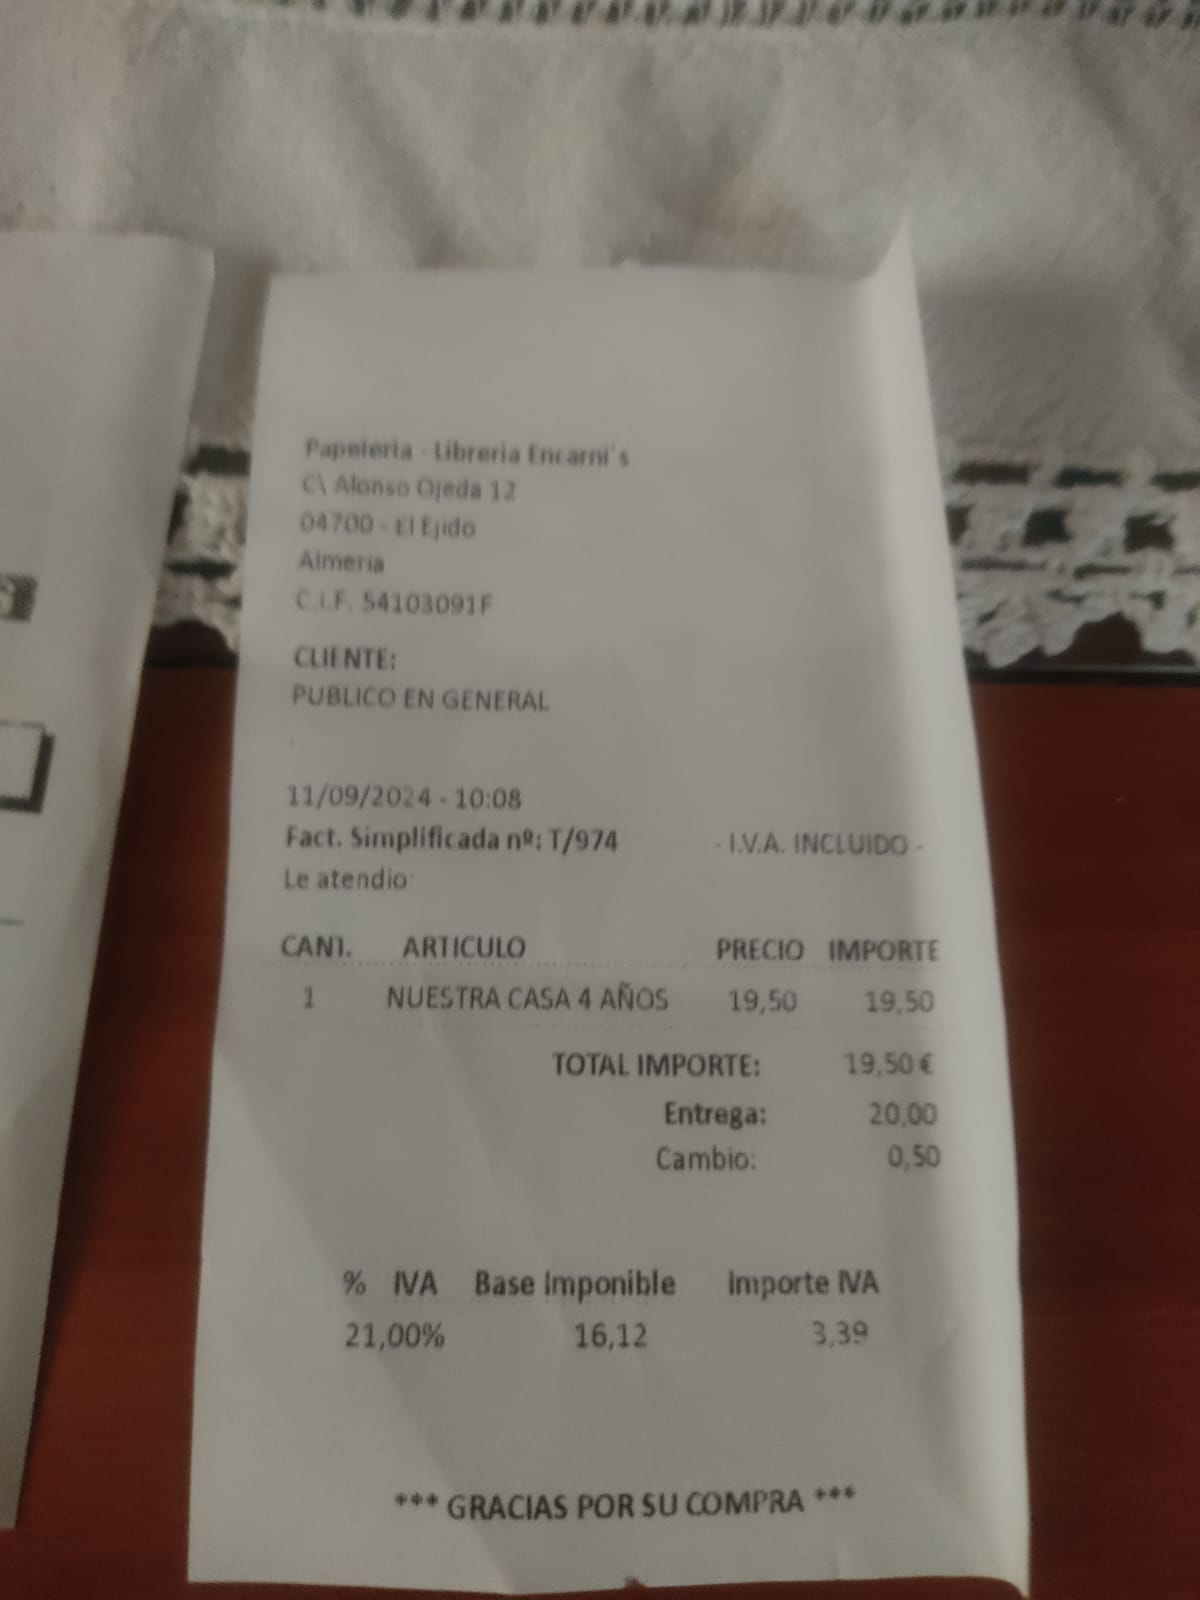 Papeleria - Libreria Encarni´s
C\ Alonso Ojeda 12
04700 - El Ejido
Almeria
C.I.F. 54103091F
CLIENTE:
PUBLICO EN GENERAL
11/09/2024 - 10:08
Fact. Simplificada nº: T/974 - I.V.A. INCLUIDO -
Le atendio:
CANT. ARTICULO PRECIO IMPORTE
1 NUESTRA CASA 4 AÑOS 19,50 19,50
TOTAL IMPORTE: 19,50 €
Entrega: 20,00
Cambio: 0,50
% IVA Base Imponible Importe IVA
21,00% 16,12 3,39
*** GRACIAS POR SU COMPRA ***